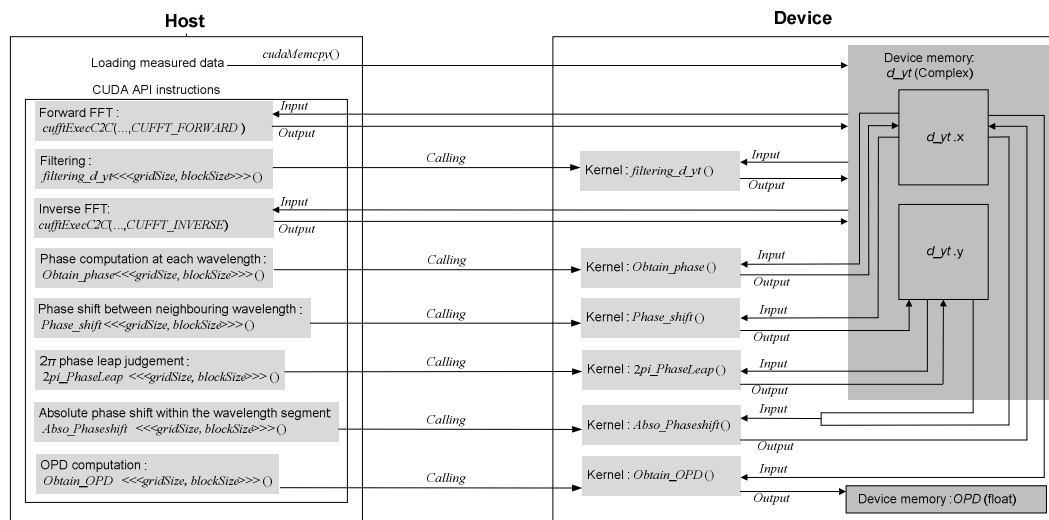 Host
Device
Loading measured data
cudaMemcpy()
Device memory:
d_yt (Complex)
CUDA API instructions
Forward FFT :
cufftExecC2C(...,CUFFT_FORWARD )
Input
Output
d_yt.x
Filtering :
filtering_d_yt<<<gridSize, blockSize>>>()
Calling
Kernel : filtering_d_yt()
Input
Output
Inverse FFT:
cufftExecC2C(...,CUFFT_INVERSE)
Input
Output
d_yt.y
Phase computation at each wavelength :
Obtain_phase<<<gridSize, blockSize>>>()
Calling
Kernel : Obtain_phase()
Input
Output
Phase shift between neighbouring wavelength :
Phase_shift<<<gridSize, blockSize>>>()
Calling
Kernel : Phase_shift()
Input
Output
2π phase leap judgement :
2pi_PhaseLeap <<<gridSize, blockSize>>>()
Calling
Kernel : 2pi_PhaseLeap()
Input
Output
Absolute phase shift within the wavelength segment
Abso_Phaseshift <<<gridSize, blockSize>>>()
Calling
Kernel : Abso_Phaseshift()
Input
Output
OPD computation :
Obtain_OPD <<<gridSize, blockSize>>>()
Calling
Kernel : Obtain_OPD()
Input
Output
Device memory : OPD (float)